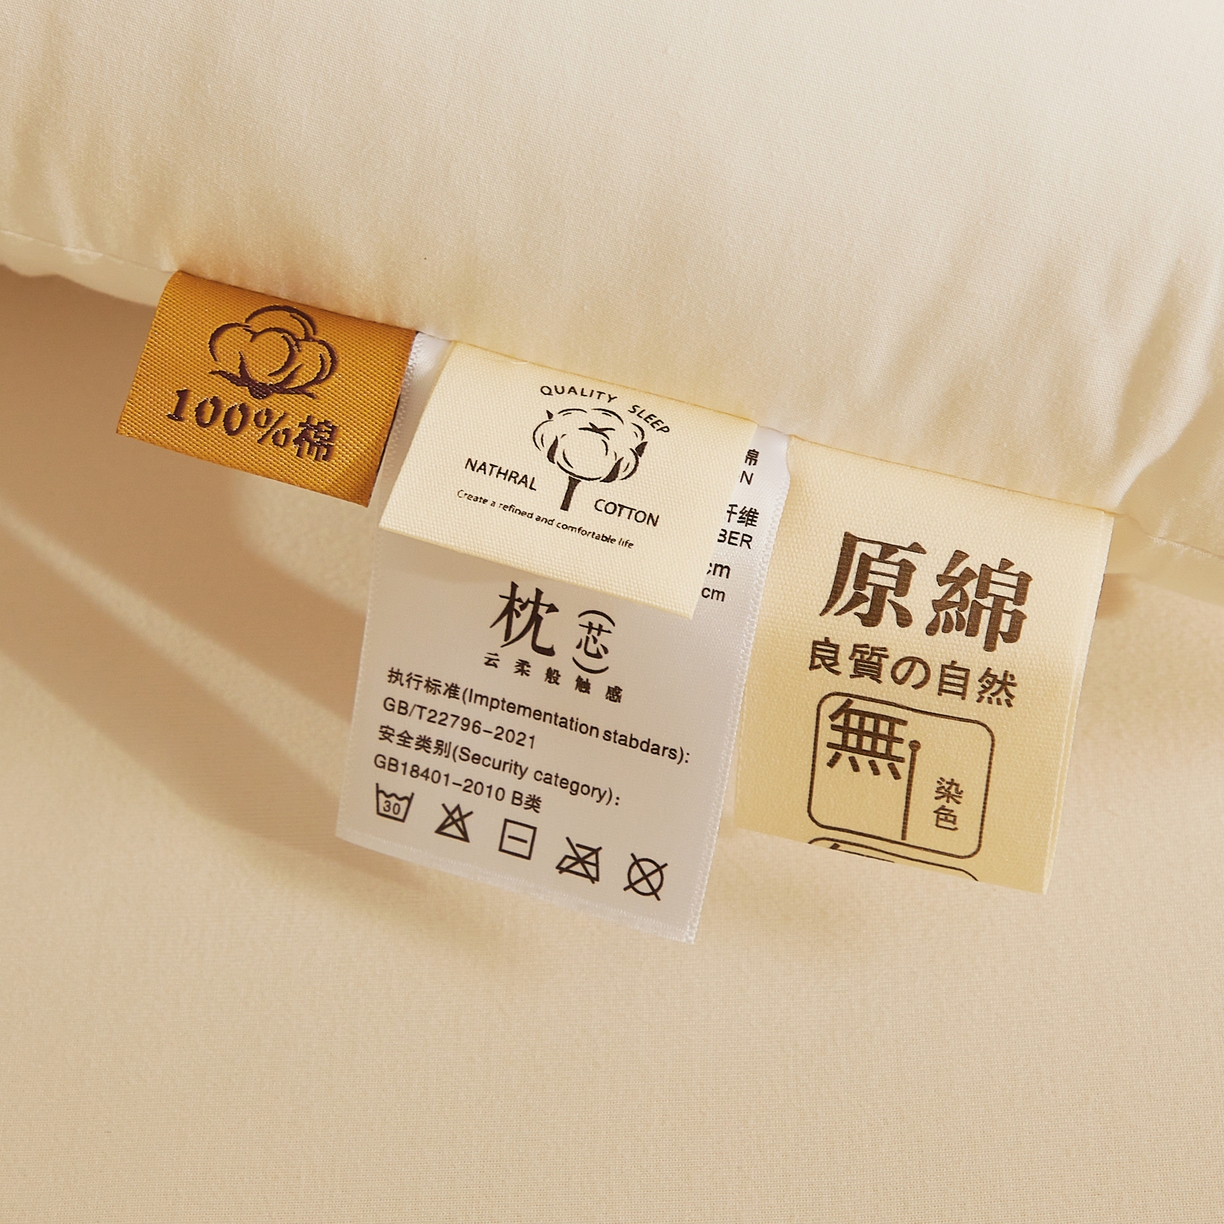 100%棉
QUALITY SLEEP
NATHRAL COTTON
Create a refined and comfortable life
棉
N
纤维
BER
cm
cm
枕(芯)
云柔般触感
执行标准(Imptementation stabdars):
GB/T22796-2021
安全类别(Security category):
GB18401-2010 B类
30
原綿
良質の自然
無
染色